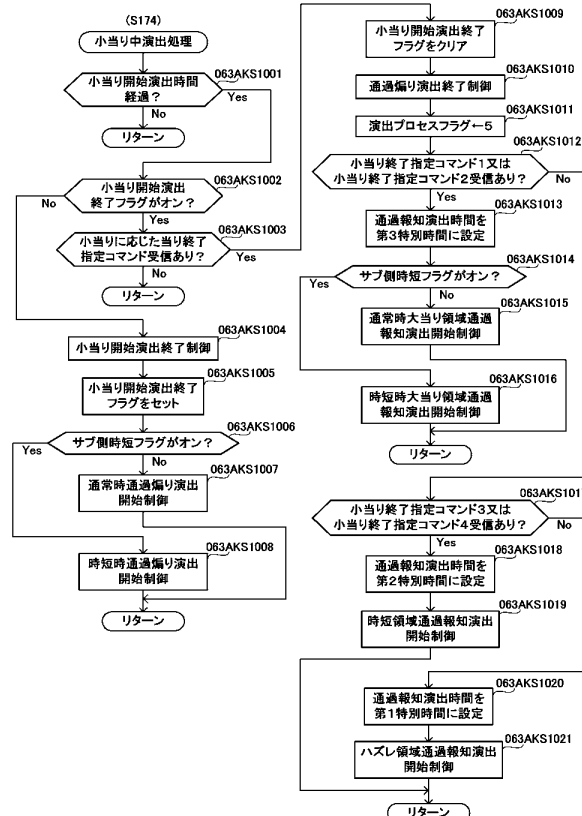 (S174)
小当り中演出処理
063AKS1001
小当り開始演出時間
経過？
Yes
No
リターン
063AKS1002
小当り開始演出
終了フラグがオン？
No
Yes
063AKS1003
小当りに応じた当り終了
指定コマンド受信あり？
Yes
No
リターン
063AKS1004
小当り開始演出終了制御
063AKS1005
小当り開始演出終了
フラグをセット
063AKS1006
サブ側時短フラグがオン？
Yes
No
063AKS1007
通常時通過煽り演出
開始制御
063AKS1008
時短時通過煽り演出
開始制御
リターン
063AKS1009
小当り開始演出終了
フラグをクリア
063AKS1010
通過煽り演出終了制御
063AKS1011
演出プロセスフラグ←5
063AKS1012
小当り終了指定コマンド1又は
小当り終了指定コマンド2受信あり？
No
Yes
063AKS1013
通過報知演出時間を
第3特別時間に設定
063AKS1014
サブ側時短フラグがオン？
Yes
No
063AKS1015
通常時大当り領域通過
報知演出開始制御
063AKS1016
時短時大当り領域通過
報知演出開始制御
リターン
063AKS101
小当り終了指定コマンド3又は
小当り終了指定コマンド4受信あり？
No
Yes
063AKS1018
通過報知演出時間を
第2特別時間に設定
063AKS1019
時短領域通過報知演出
開始制御
063AKS1020
通過報知演出時間を
第1特別時間に設定
063AKS1021
ハズレ領域通過報知演出
開始制御
リターン